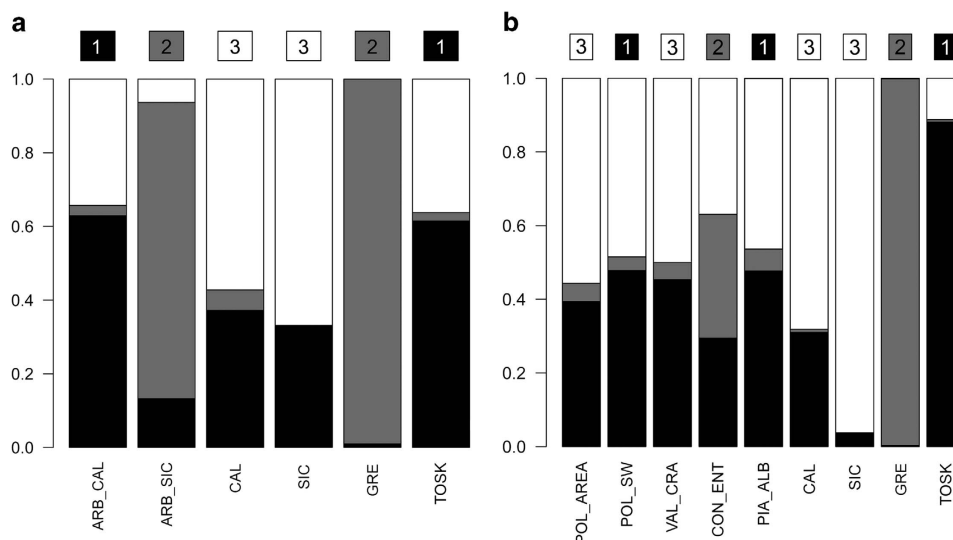 a
1 2 3 3 2 1
1.0
0.8
0.6
0.4
0.2
0.0
ARB_CAL
ARB_SIC
CAL
SIC
GRE
TOSK
b
3 1 3 2 1 3 3 2 1
1.0
0.8
0.6
0.4
0.2
0.0
POL_AREA
POL_SW
VAL_CRA
CON_ENT
PIA_ALB
CAL
SIC
GRE
TOSK